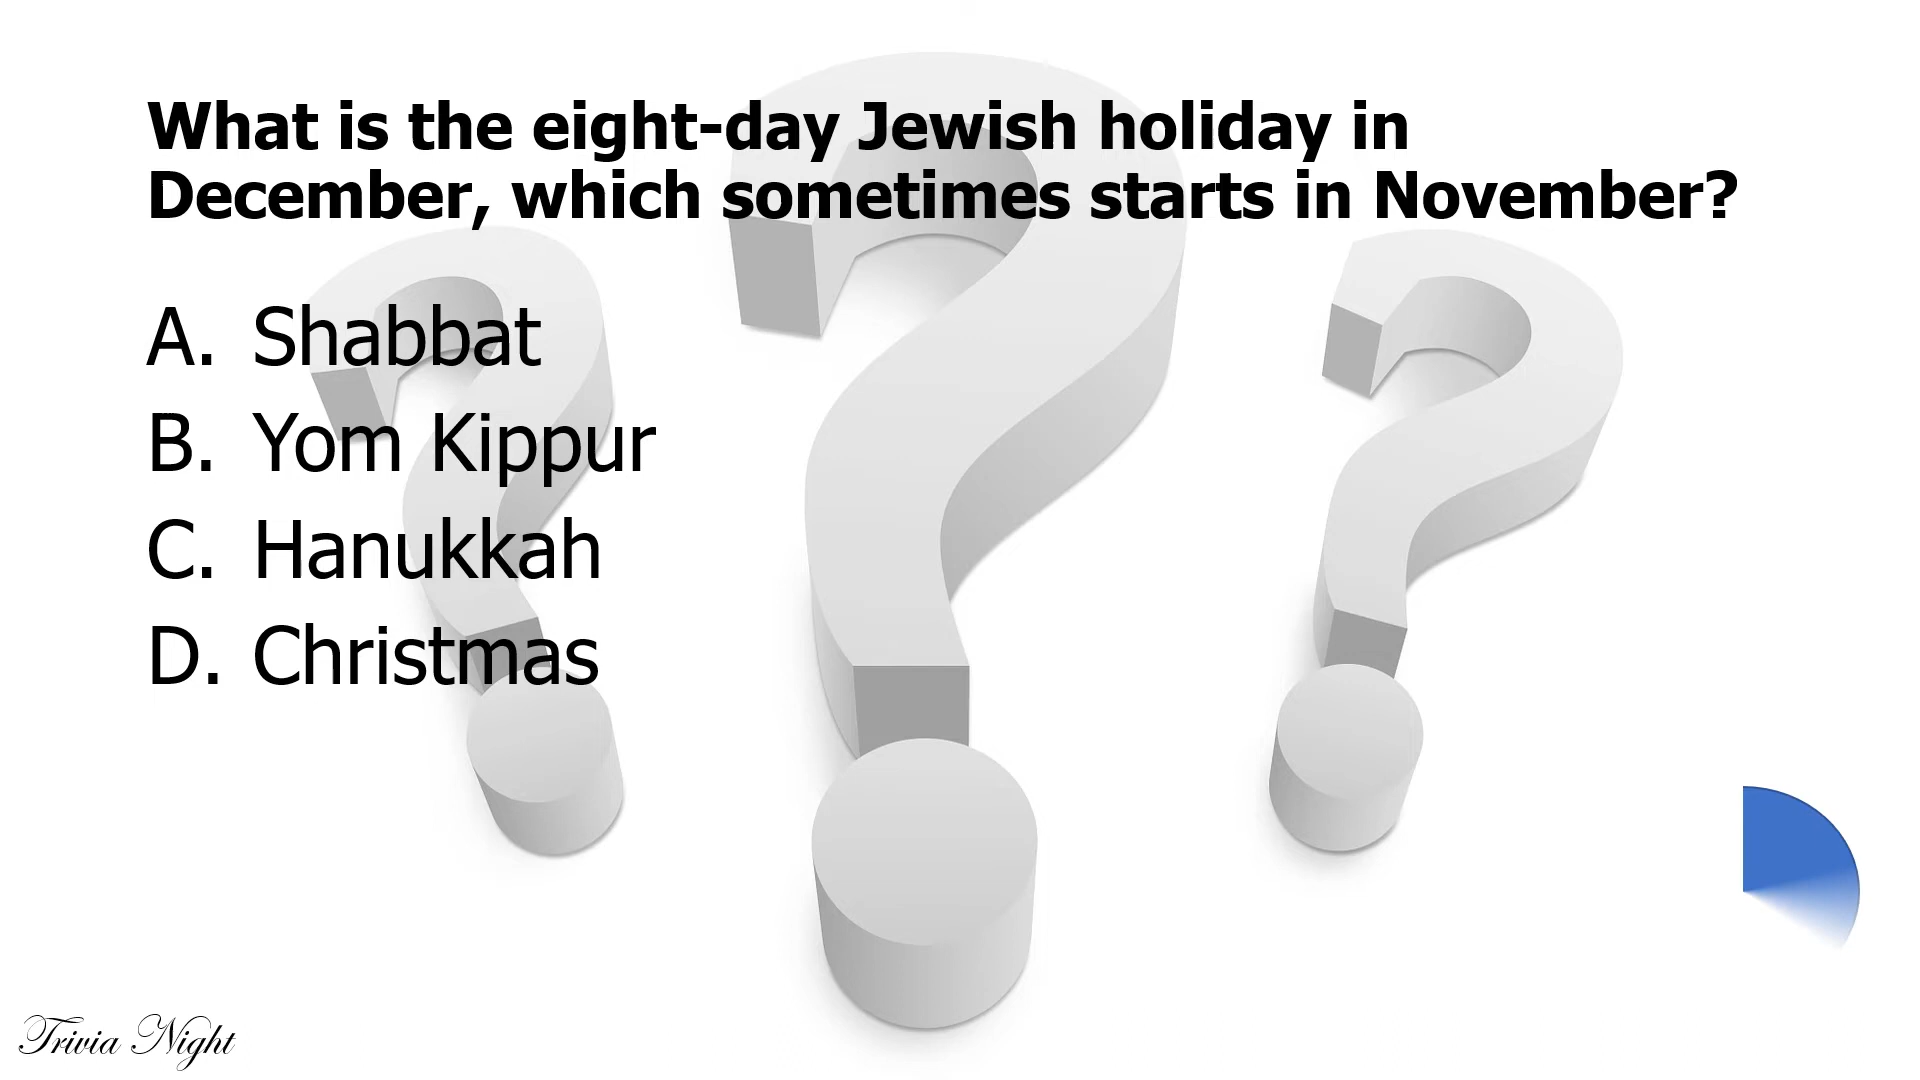 What is the eight-day Jewish holiday in
December, which sometimes starts in November?
A. Shabbat
B. Yom Kippur
C. Hanukkah
D. Christmas
Trivia Night